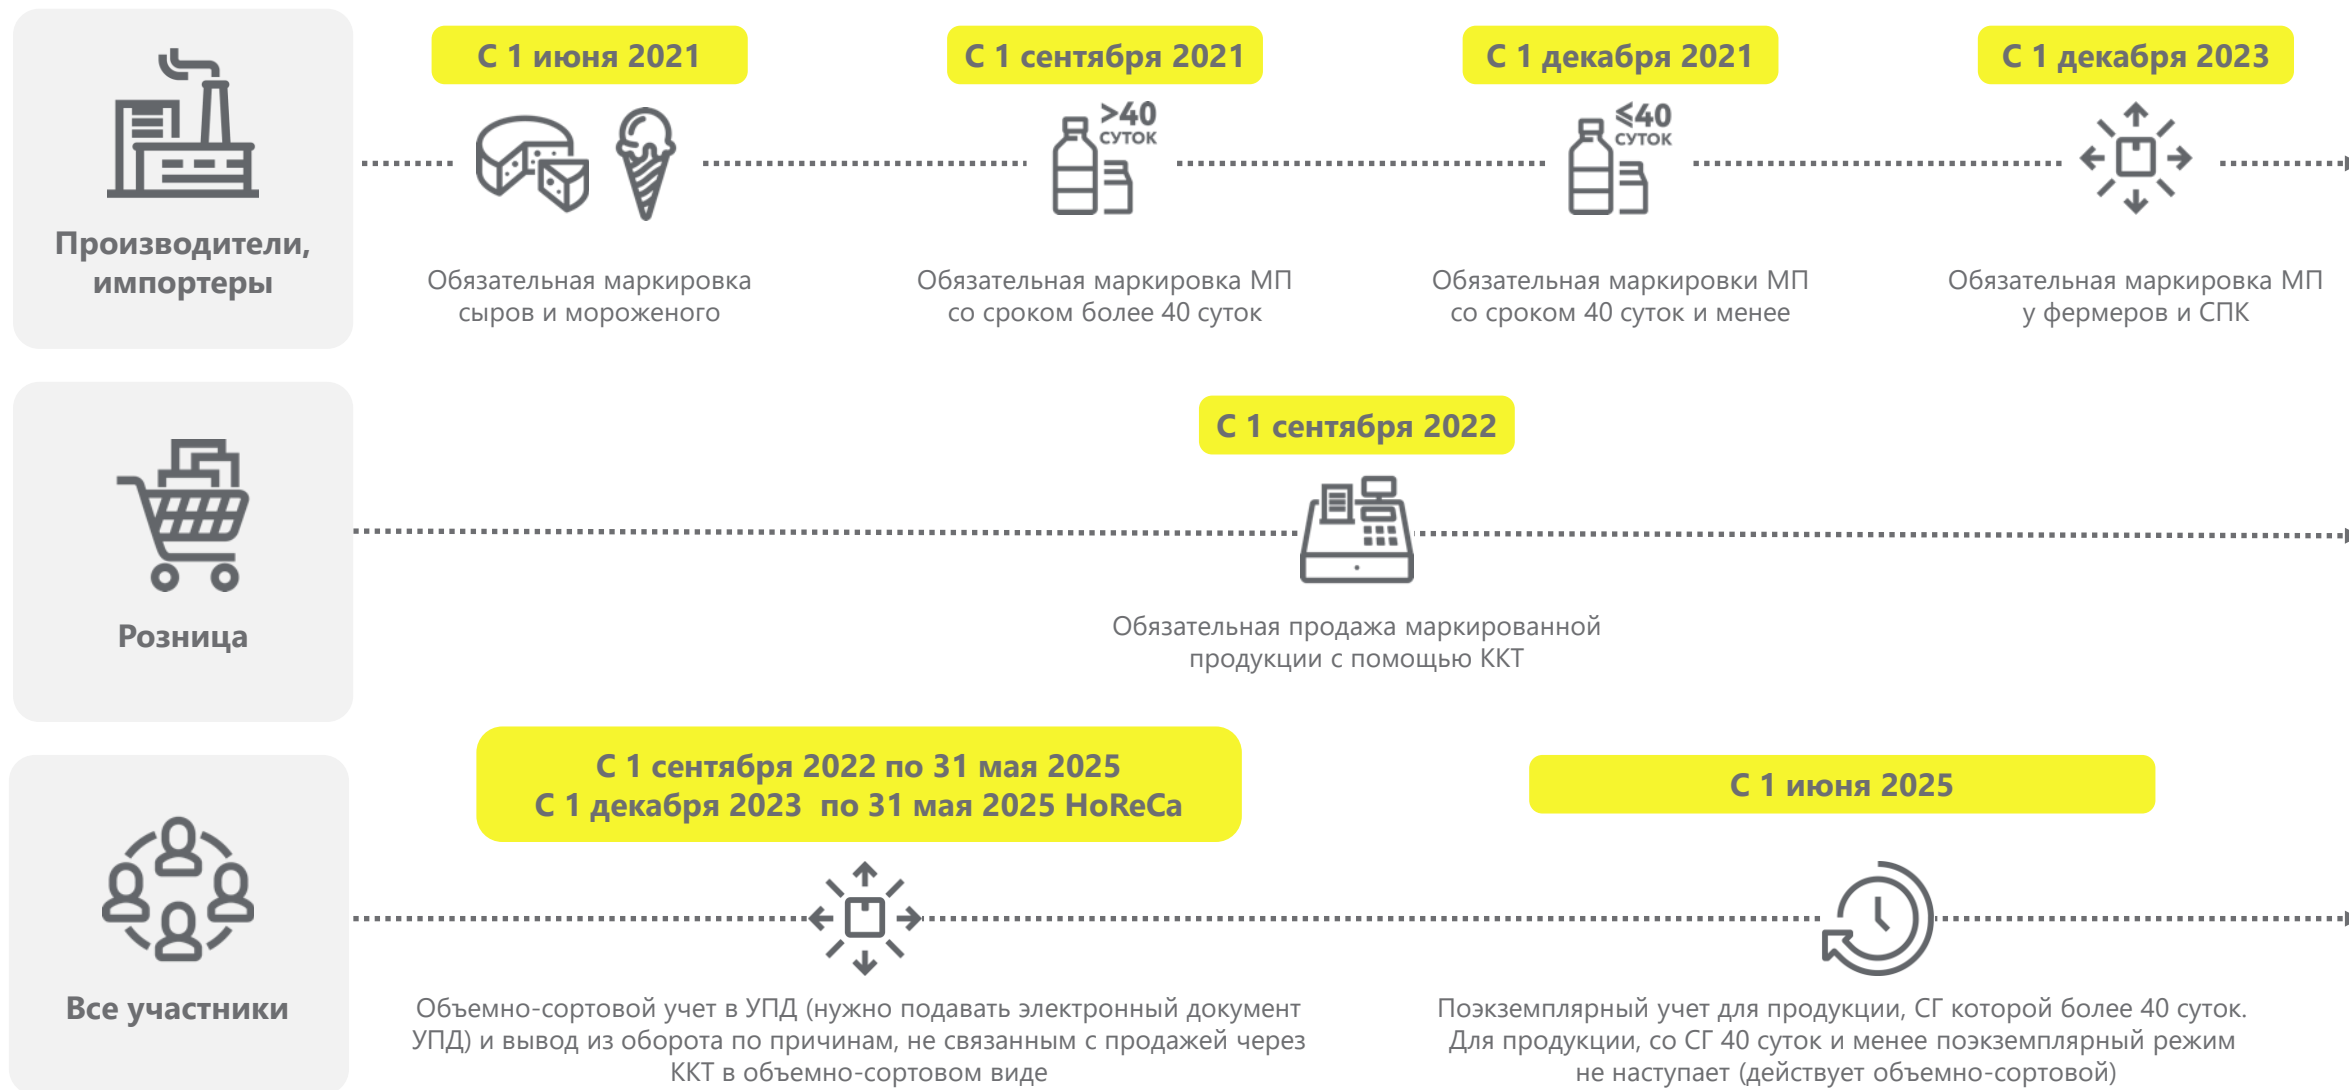 Производители,
импортеры
С 1 июня 2021
Обязательная маркировка
сыров и мороженого
С 1 сентября 2021
>40
СУТОК
Обязательная маркировка МП
со сроком более 40 суток
С 1 декабря 2021
⩽40
СУТОК
Обязательная маркировки МП
со сроком 40 суток и менее
С 1 декабря 2023
Обязательная маркировка МП
у фермеров и СПК
Розница
С 1 сентября 2022
Обязательная продажа маркированной
продукции с помощью ККТ
Все участники
С 1 сентября 2022 по 31 мая 2025
С 1 декабря 2023  по 31 мая 2025 HoReCa
Объемно-сортовой учет в УПД (нужно подавать электронный документ
УПД) и вывод из оборота по причинам, не связанным с продажей через
ККТ в объемно-сортовом виде
С 1 июня 2025
Поэкземплярный учет для продукции, СГ которой более 40 суток.
Для продукции, со СГ 40 суток и менее поэкземплярный режим
не наступает (действует объемно-сортовой)